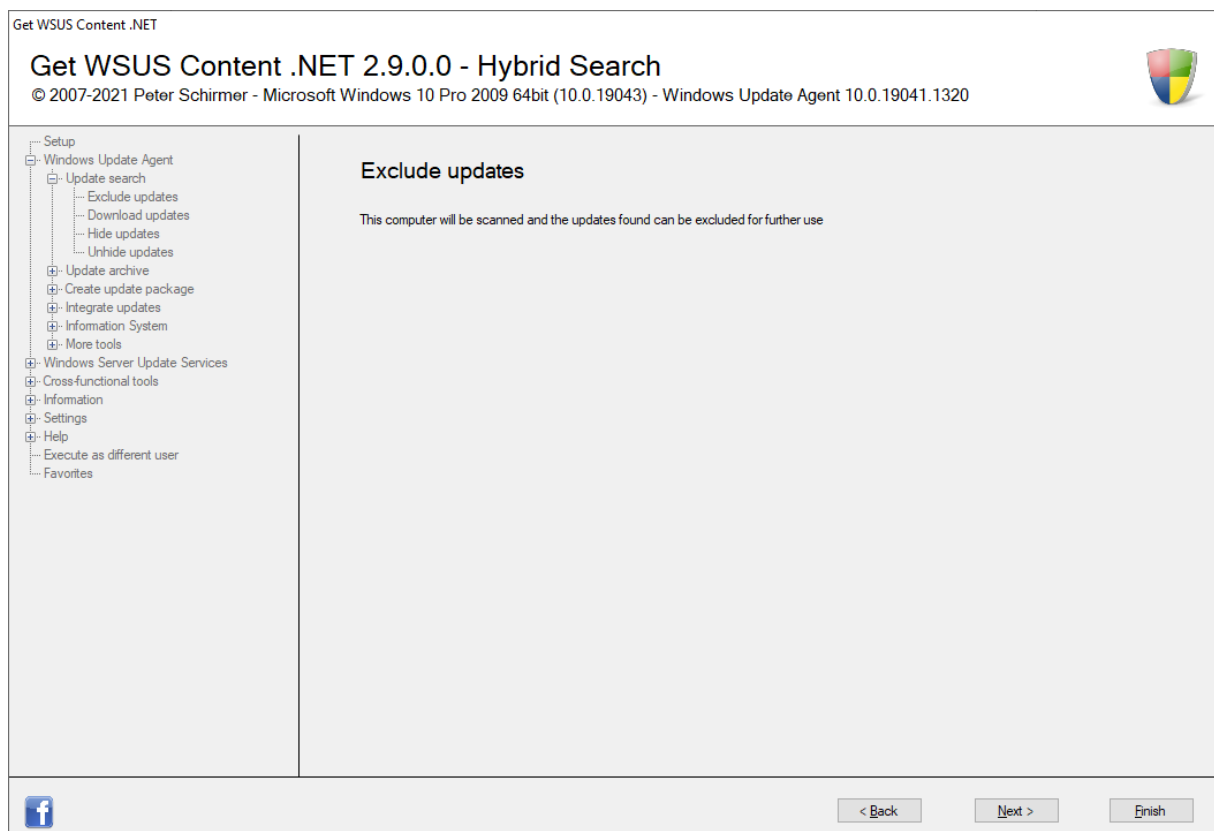 Get WSUS Content .NET
Get WSUS Content .NET 2.9.0.0 - Hybrid Search
© 2007-2021 Peter Schirmer - Microsoft Windows 10 Pro 2009 64bit (10.0.19043) - Windows Update Agent 10.0.19041.1320
Setup
Windows Update Agent
Update search
Exclude updates
Download updates
Hide updates
Unhide updates
Update archive
Create update package
Integrate updates
Information System
More tools
Windows Server Update Services
Cross-functional tools
Information
Settings
Help
Execute as different user
Favorites
Exclude updates
This computer will be scanned and the updates found can be excluded for further use
f
< Back
Next >
Finish